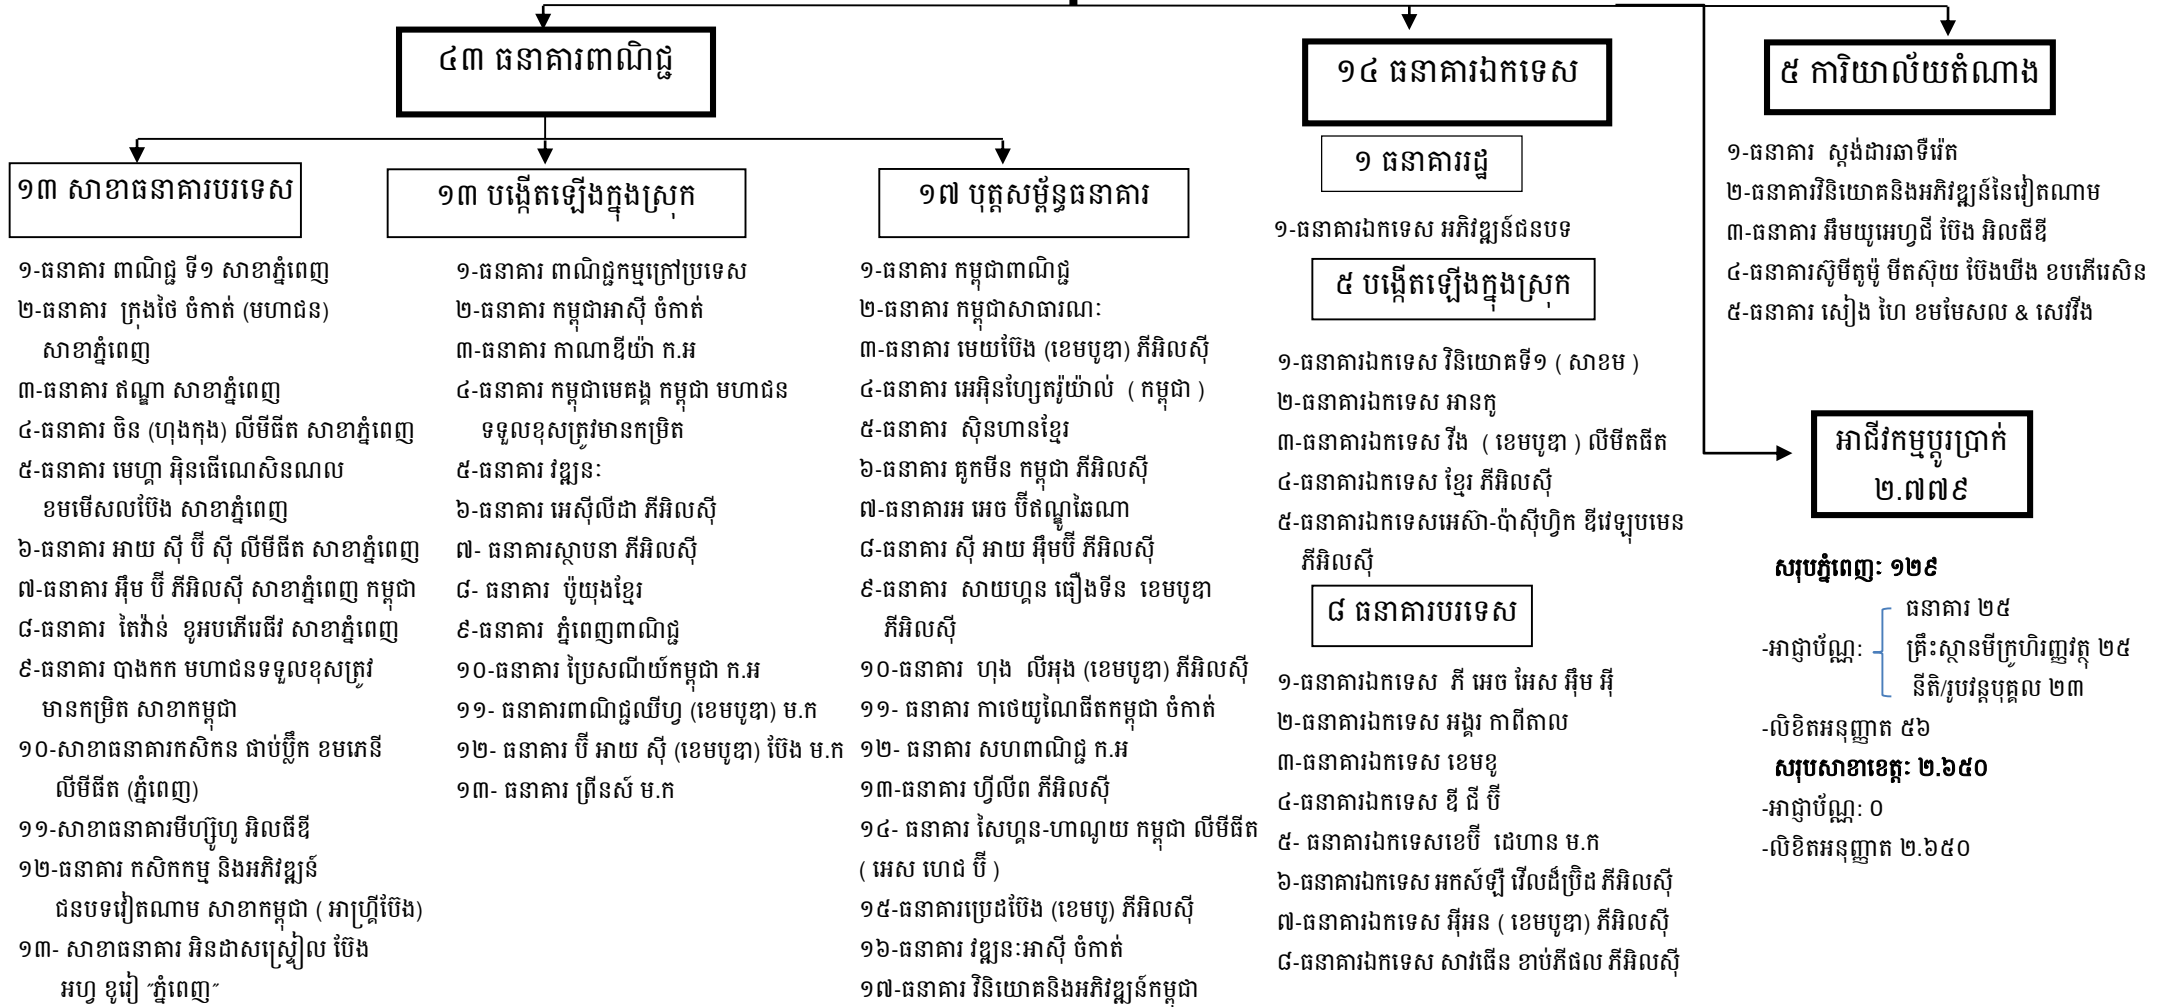 ៤៣ ធនាគារពាណិជ្ជ
១៣ សាខាធនាគារបរទេស
១-ធនាគារ ពាណិជ្ជ ទី១ សាខាភ្នំពេញ
២-ធនាគារ ក្រុងថៃ ចំកាត់ (មហាជន)
សាខាភ្នំពេញ
៣-ធនាគារ ឥណ្ឌា សាខាភ្នំពេញ
៤-ធនាគារ ចិន (ហុងកុង) លីមីធីត សាខាភ្នំពេញ
៥-ធនាគារ មេហ្គា អ៊ិនធើណេសិនណល
ខមមើសលប៊ែង សាខាភ្នំពេញ
៦-ធនាគារ អាយ ស៊ី ប៊ី ស៊ី លីមីធីត សាខាភ្នំពេញ
៧-ធនាគារ អ៊ឹម ប៊ី ភីអិលស៊ី សាខាភ្នំពេញ កម្ពុជា
៨-ធនាគារ តៃវ៉ាន់ ខូអបភើរេធីវ សាខាភ្នំពេញ
៩-ធនាគារ បាងកក មហាជនទទួលខុសត្រូវ
មានកម្រិត សាខាកម្ពុជា
១០-សាខាធនាគារកសិកន ផាប់ប្លឹក ខមភេនី
លីមីធីត (ភ្នំពេញ)
១១-សាខាធនាគារមីហ្ស៊ូហូ អិលធីឌី
១២-ធនាគារ កសិកកម្ម និងអភិវឌ្ឍន៍
ជនបទវៀតណាម សាខាកម្ពុជា ( អាហ្គ្រីប៊ែង)
១៣- សាខាធនាគារ អិនដាសស្ទ្រៀល ប៊ែង
អហ្វ ខូរៀ ˝ភ្នំពេញ˝
១៣ បង្កើតឡើងក្នុងស្រុក
១-ធនាគារ ពាណិជ្ជកម្មក្រៅប្រទេស
២-ធនាគារ កម្ពុជាអាស៊ី ចំកាត់
៣-ធនាគារ កាណាឌីយ៉ា ក.អ
៤-ធនាគារ កម្ពុជាមេគង្គ កម្ពុជា មហាជន
ទទួលខុសត្រូវមានកម្រិត
៥-ធនាគារ វឌ្ឍនៈ
៦-ធនាគារ អេស៊ីលីដា ភីអិលស៊ី
៧- ធនាគារស្ថាបនា ភីអិលស៊ី
៨- ធនាគារ ប៉ូយុងខ្មែរ
៩-ធនាគារ ភ្នំពេញពាណិជ្ជ
១០-ធនាគារ ប្រៃសណីយ៍កម្ពុជា ក.អ
១១- ធនាគារពាណិជ្ជឈីហ្វ (ខេមបូឌា) ម.ក
១២- ធនាគារ ប៊ី អាយ ស៊ី (ខេមបូឌា) ប៊ែង ម.ក
១៣- ធនាគារ ព្រីនស៍ ម.ក
១៧ បុត្តសម្ព័ន្ធធនាគារ
១-ធនាគារ កម្ពុជាពាណិជ្ជ
២-ធនាគារ កម្ពុជាសាធារណៈ
៣-ធនាគារ មេយប៊ែង (ខេមបូឌា) ភីអិលស៊ី
៤-ធនាគារ អេអ៊ិនហ្សែតរ៉ូយ៉ាល់ ( កម្ពុជា )
៥-ធនាគារ ស៊ិនហានខ្មែរ
៦-ធនាគារ គូកមីន កម្ពុជា ភីអិលស៊ី
៧-ធនាគារអ អេច ប៊ីឥណ្ឌូឆៃណា
៨-ធនាគារ ស៊ី អាយ អ៊ឹមប៊ី ភីអិលស៊ី
៩-ធនាគារ សាយហ្គន ធឿងទីន ខេមបូឌា
ភីអិលស៊ី
១០-ធនាគារ ហុង លីអុង (ខេមបូឌា) ភីអិលស៊ី
១១- ធនាគារ កាថេយូណៃធីតកម្ពុជា ចំកាត់
១២- ធនាគារ សហពាណិជ្ជ ក.អ
១៣-ធនាគារ ហ្វីលីព ភីអិលស៊ី
១៤- ធនាគារ សៃហ្គន-ហាណូយ កម្ពុជា លីមីធីត
( អេស ហេជ ប៊ី )
១៥-ធនាគារប្រេដប៊ែង (ខេមបូ) ភីអិលស៊ី
១៦-ធនាគារ វឌ្ឍនៈអាស៊ី ចំកាត់
១៧-ធនាគារ វិនិយោគនិងអភិវឌ្ឍន៍កម្ពុជា
១៤ ធនាគារឯកទេស
១ ធនាគាររដ្ឋ
១-ធនាគារឯកទេស អភិវឌ្ឍន៍ជនបទ
៥ បង្កើតឡើងក្នុងស្រុក
១-ធនាគារឯកទេស វិនិយោគទី១ ( សាខម )
២-ធនាគារឯកទេស អានកូ
៣-ធនាគារឯកទេស វីង ( ខេមបូឌា ) លីមីតធីត
៤-ធនាគារឯកទេស ខ្មែរ ភីអិលស៊ី
៥-ធនាគារឯកទេសអេស៊ា-ប៉ាស៊ីហ្វិក ឌីវេឡុបមេន
ភីអិលស៊ី
៨ ធនាគារបរទេស
១-ធនាគារឯកទេស ភី អេច អែស អ៊ឹម អ៊ី
២-ធនាគារឯកទេស អង្គរ កាពីតាល
៣-ធនាគារឯកទេស ខេមខូ
៤-ធនាគារឯកទេស ឌី ជី ប៊ី
៥- ធនាគារឯកទេសខេប៊ី ដេហាន ម.ក
៦-ធនាគារឯកទេស អកស៍ឡឺ វើលដ៍ប្រ៊ិដ ភីអិលស៊ី
៧-ធនាគារឯកទេស អ៊ីអន ( ខេមបូឌា) ភីអិលស៊ី
៨-ធនាគារឯកទេស សាវធើន ខាប់ភីផល ភីអិលស៊ី
៥ ការិយាល័យតំណាង
១-ធនាគារ ស្តង់ដារឆាទឺរ៉េត
២-ធនាគារវិនិយោគនិងអភិវឌ្ឍន៍នៃវៀតណាម
៣-ធនាគារ អឹមយូអេហ្វជី ប៊ែង អិលធីឌី
៤-ធនាគារស៊ូមីតូម៉ូ មីតស៊ុយ ប៊ែងឃីង ខបភើរេសិន
៥-ធនាគារ សៀង ហៃ ខមមែសល & សេវវីង
អាជីវកម្មប្តូរប្រាក់
២.៧៧៩
សរុបភ្នំពេញៈ ១២៩
-អាជ្ញាប័ណ្ណៈ
ធនាគារ ២៥
គ្រឹះស្ថានមីក្រូហិរញ្ញវត្ថុ ២៥
នីតិ/រូបវន្តបុគ្គល ២៣
-លិខិតអនុញ្ញាត ៥៦
សរុបសាខាខេត្តៈ ២.៦៥០
-អាជ្ញាប័ណ្ណៈ ០
-លិខិតអនុញ្ញាត ២.៦៥០